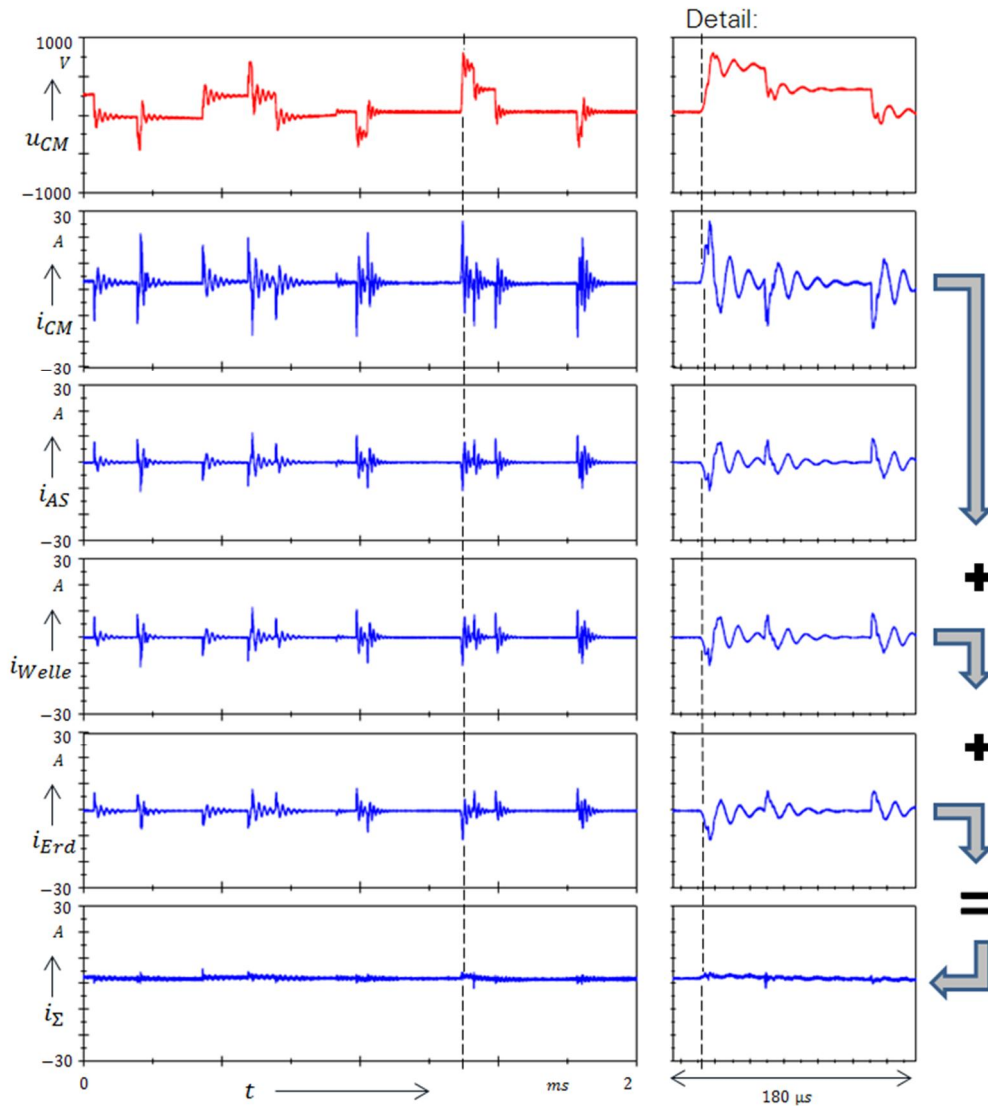 Detail:
1000
V
u_CM
−1000
30
A
i_CM
−30
30
A
i_AS
−30
30
A
i_Welle
−30
30
A
i_Erd
−30
30
A
i_Σ
−30
+
+
=
0 t ms 2
180 μs